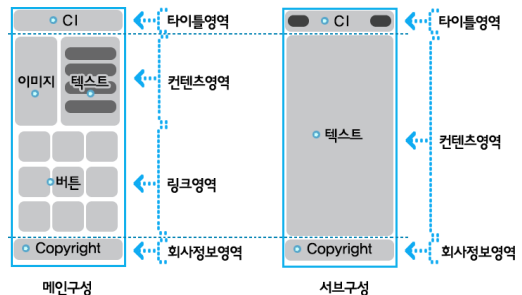 CI
타이틀영역
이미지
텍스트
컨텐츠영역
버튼
링크영역
Copyright
회사정보영역
메인구성
CI
타이틀영역
텍스트
컨텐츠영역
Copyright
회사정보영역
서브구성